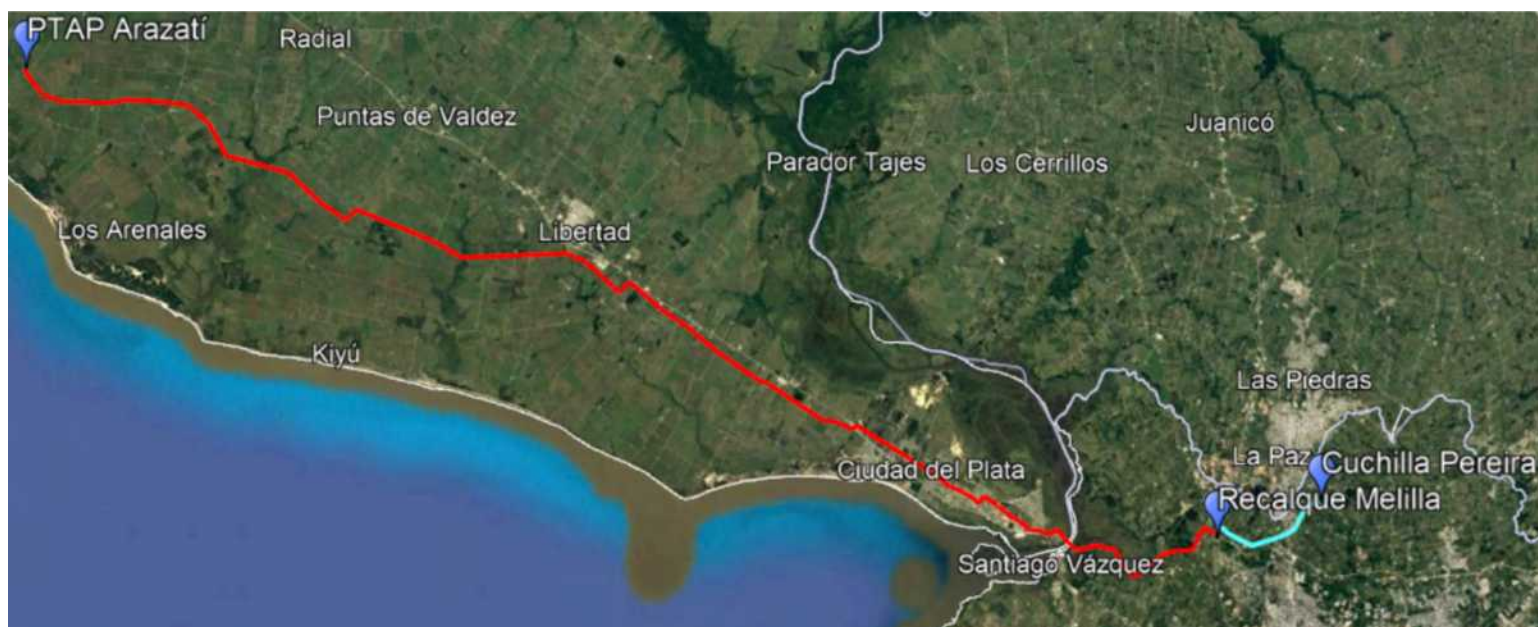 PTAP Arazatí
Radial
Puntas de Valdez
Juanicó
Parador Tajes
Los Cerrillos
Los Arenales
Libertad
Kiyú
Las Piedras
La Paz
Cuchilla Pereira
Ciudad del Plata
Recalque Melilla
Santiago Vázquez